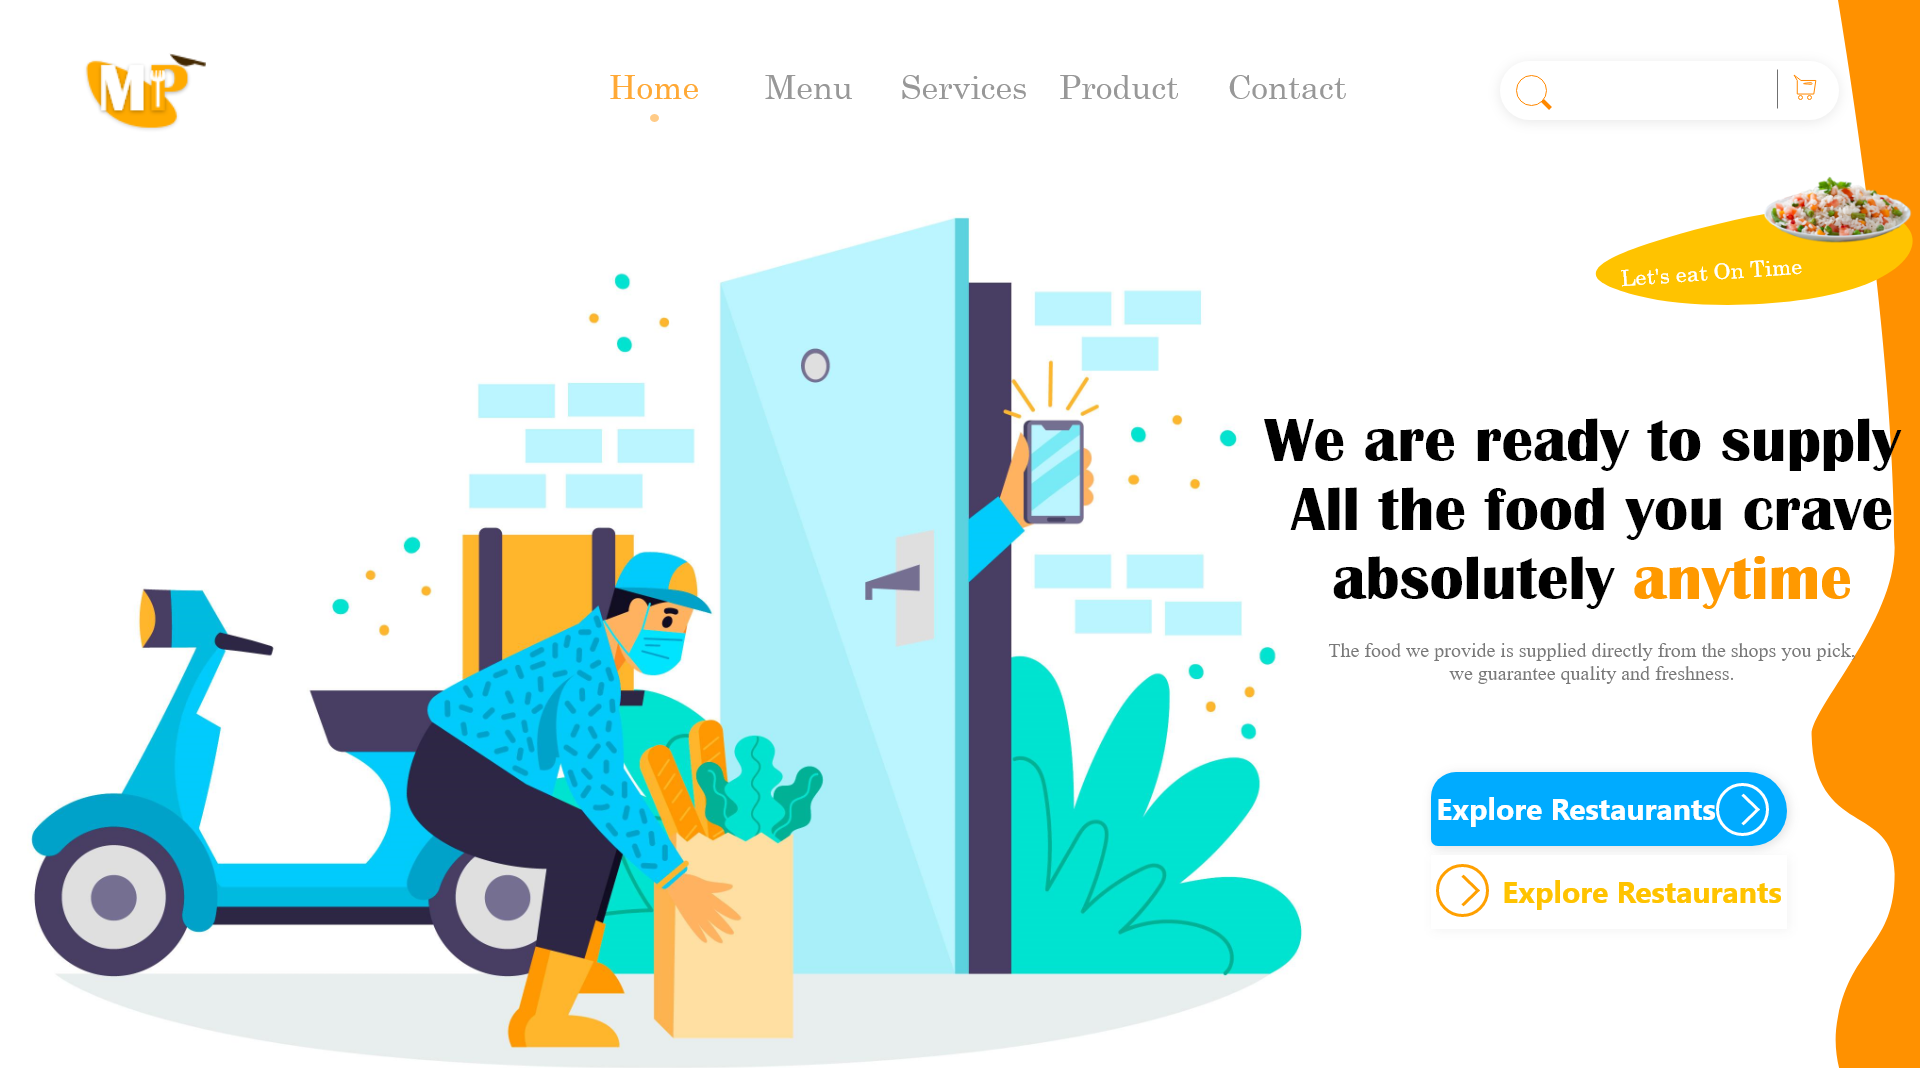 MP
Home Menu Services Product Contact
Let's eat On Time
We are ready to supply
All the food you crave
absolutely anytime
The food we provide is supplied directly from the shops you pick,
we guarantee quality and freshness.
Explore Restaurants
Explore Restaurants